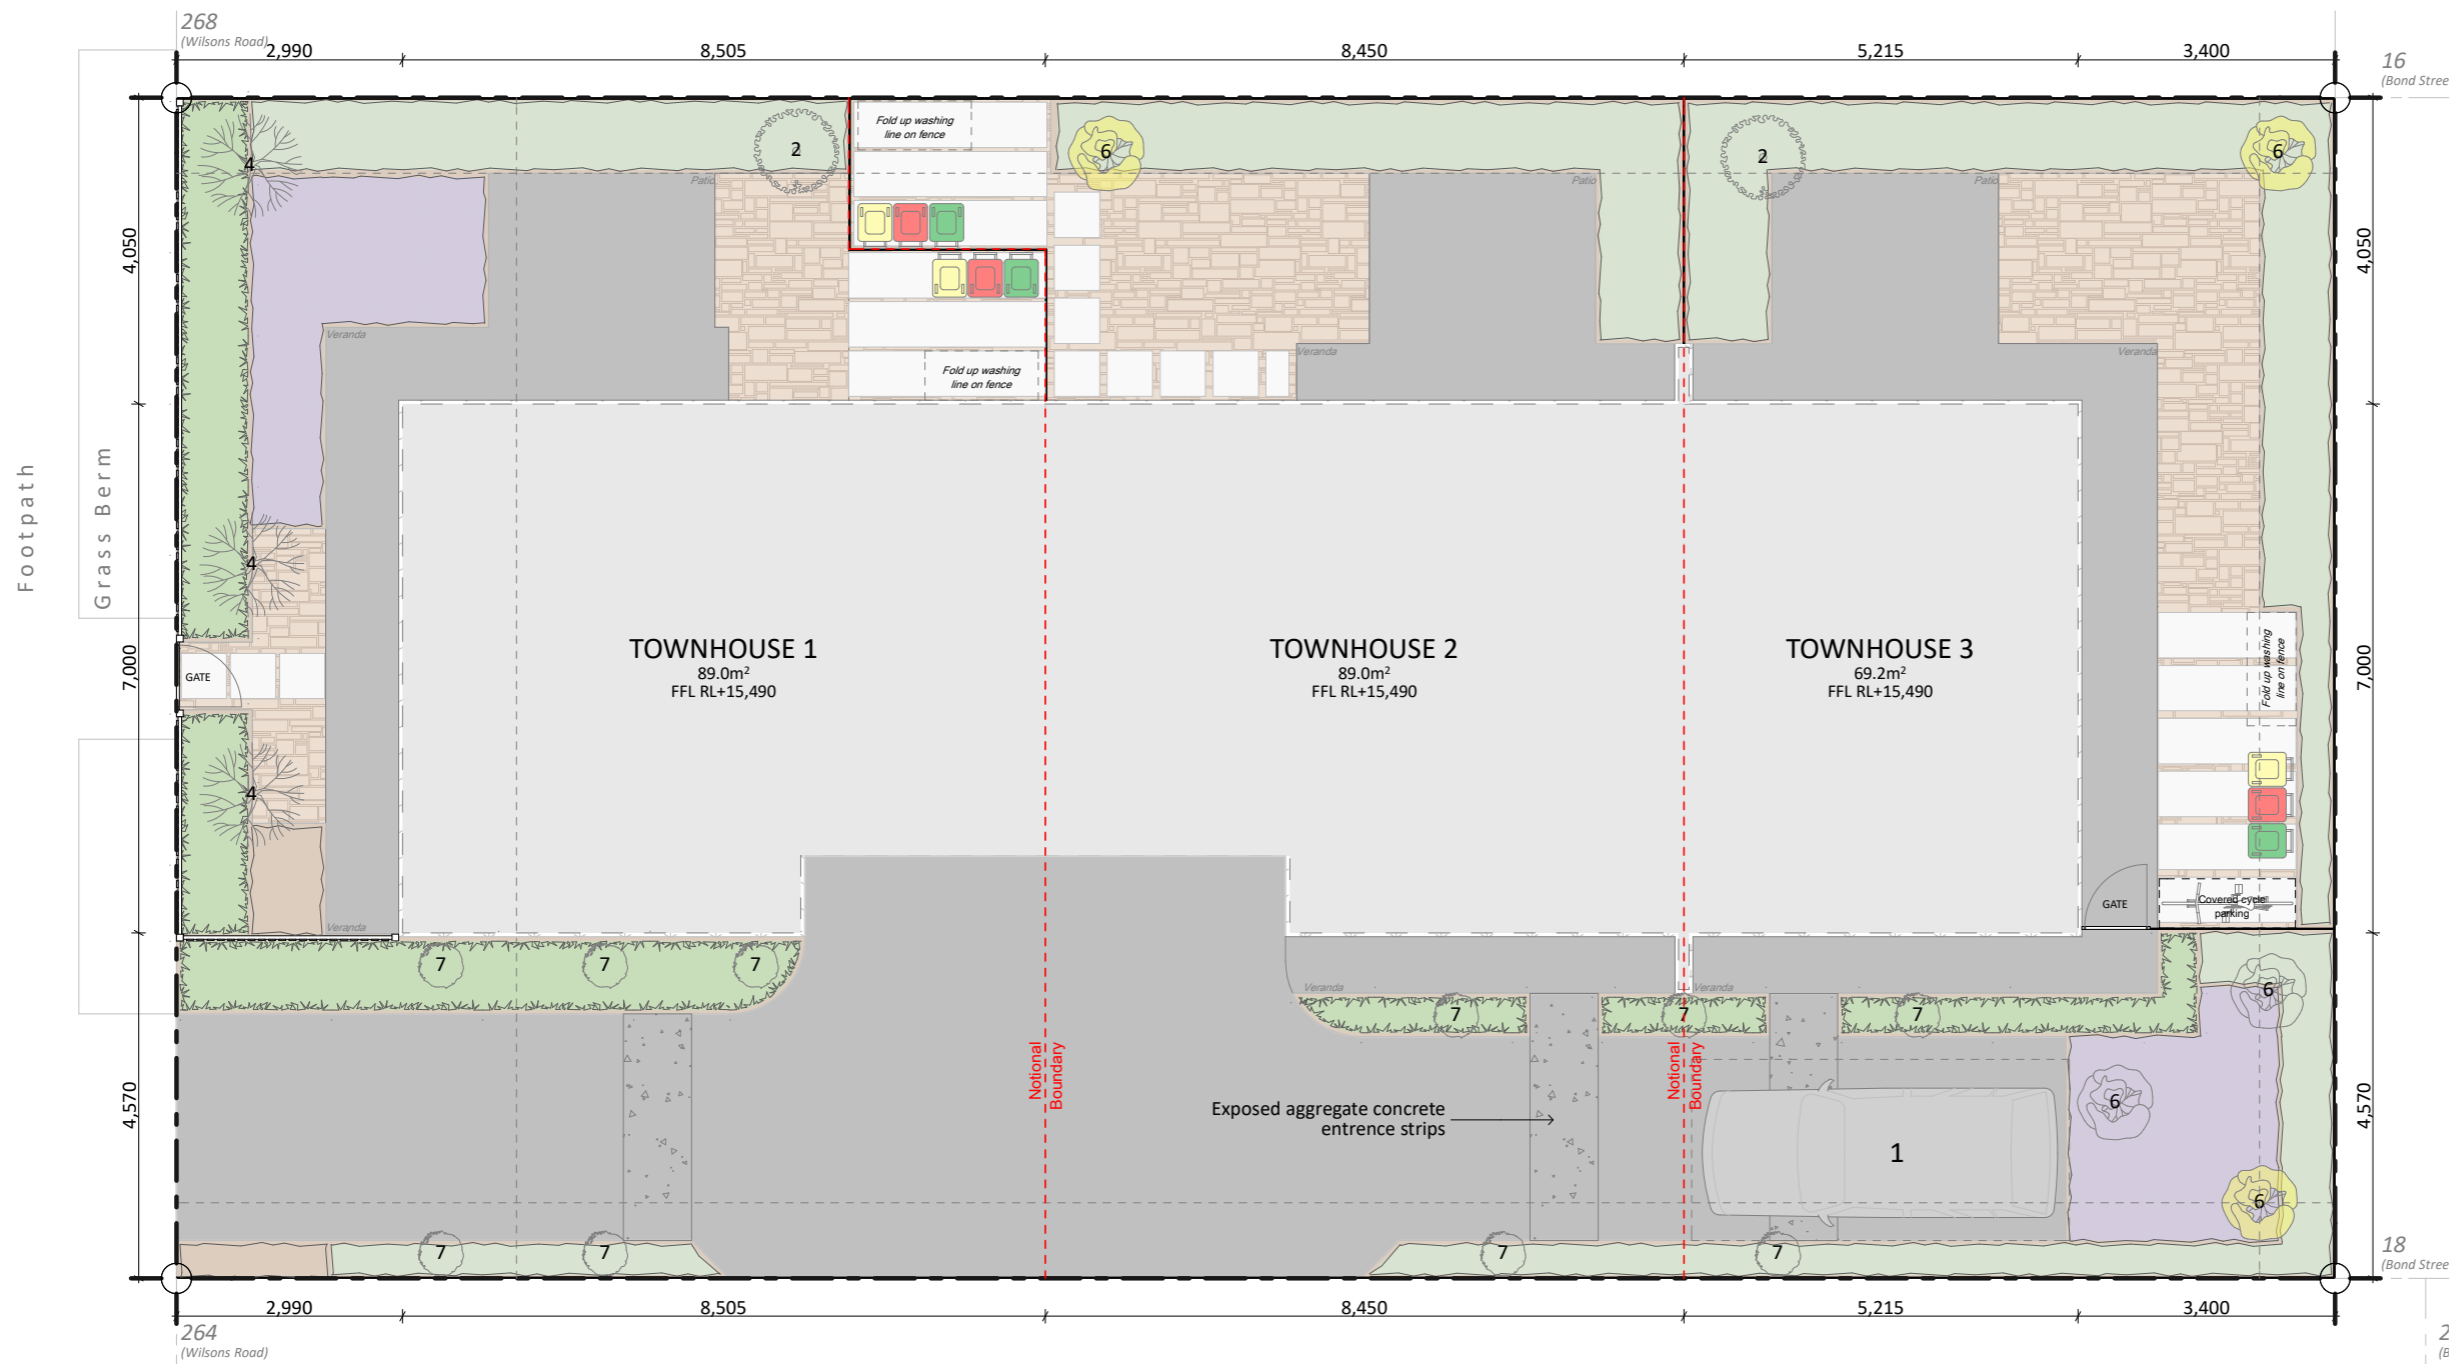 268
(Wilsons Road)
2,990
8,505
8,450
5,215
3,400
16
(Bond Stree
Fold up washing
line on fence
4
2
6
2
6
Patio
Patio
Patio
4,050
4,050
Veranda
Veranda
Veranda
Fold up washing
line on fence
Footpath
Grass Berm
4
TOWNHOUSE 1
89.0m²
FFL RL+15,490
TOWNHOUSE 2
89.0m²
FFL RL+15,490
TOWNHOUSE 3
69.2m²
FFL RL+15,490
Fold up washing
line on fence
7,000
7,000
GATE
4
GATE
Covered cycle
parking
Veranda
7
7
7
Veranda
Veranda
6
7
7
7
Notional
Boundary
Notional
Boundary
4,570
4,570
Exposed aggregate concrete
entrence strips
6
1
6
7
7
7
7
18
(Bond Stree
2,990
8,505
8,450
5,215
3,400
264
(Wilsons Road)
2
(B